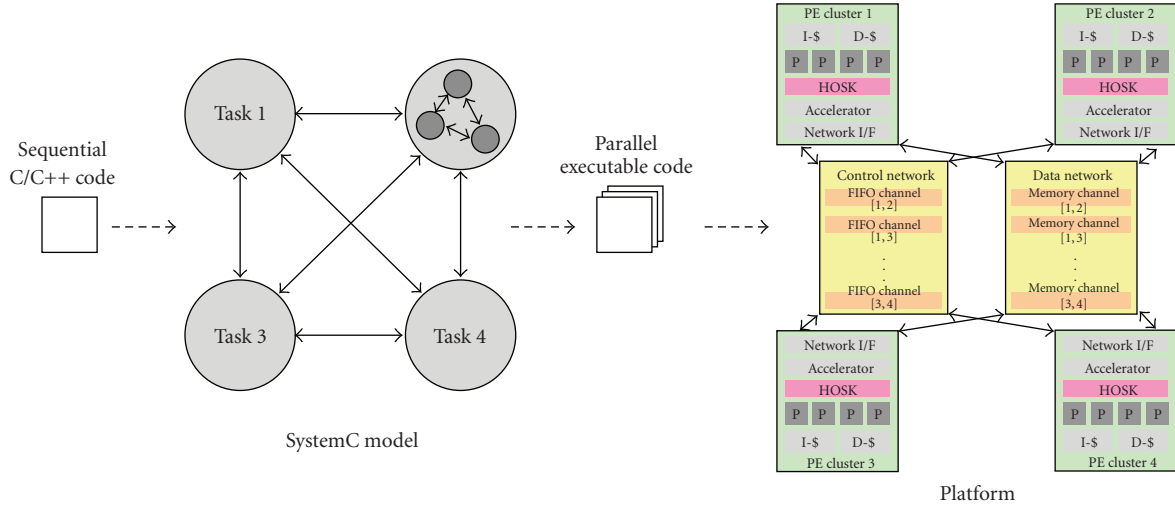 Sequential
C/C++ code
Task 1
Task 3
Task 4
SystemC model
Parallel
executable code
PE cluster 1
I-$ D-$
P P P P
HOSK
Accelerator
Network I/F
PE cluster 2
I-$ D-$
P P P P
HOSK
Accelerator
Network I/F
Control network
FIFO channel
[1, 2]
FIFO channel
[1, 3]
.
.
.
FIFO channel
[3, 4]
Data network
Memory channel
[1, 2]
Memory channel
[1, 3]
.
.
.
Memory channel
[3, 4]
Network I/F
Accelerator
HOSK
P P P P
I-$ D-$
PE cluster 3
Network I/F
Accelerator
HOSK
P P P P
I-$ D-$
PE cluster 4
Platform